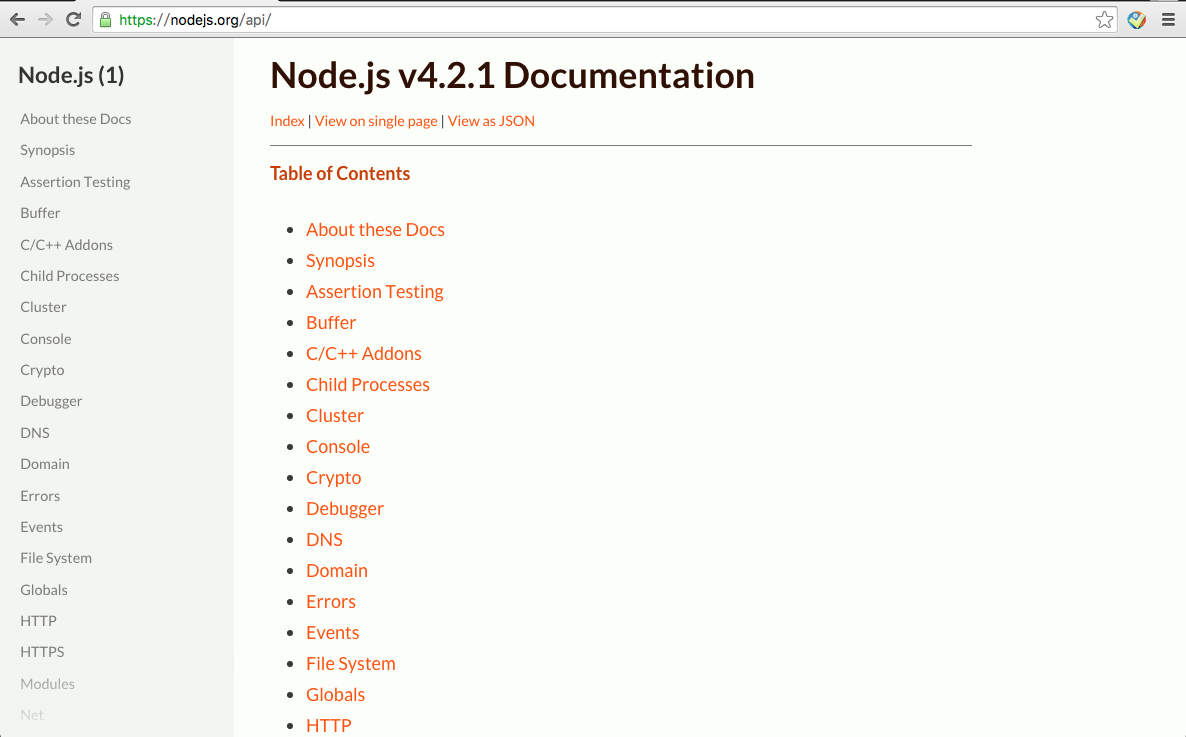 https://nodejs.org/api/
Node.js (1)
About these Docs
Synopsis
Assertion Testing
Buffer
C/C++ Addons
Child Processes
Cluster
Console
Crypto
Debugger
DNS
Domain
Errors
Events
File System
Globals
HTTP
HTTPS
Modules
Net
Node.js v4.2.1 Documentation
Index | View on single page | View as JSON
Table of Contents
• About these Docs
• Synopsis
• Assertion Testing
• Buffer
• C/C++ Addons
• Child Processes
• Cluster
• Console
• Crypto
• Debugger
• DNS
• Domain
• Errors
• Events
• File System
• Globals
• HTTP